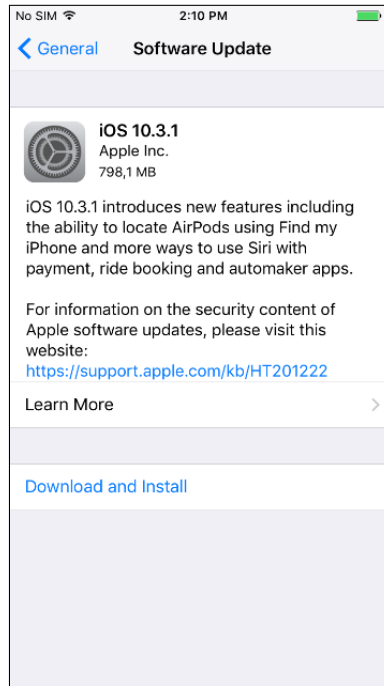 No SIM 2:10 PM
General Software Update
iOS 10.3.1
Apple Inc.
798,1 MB
iOS 10.3.1 introduces new features including
the ability to locate AirPods using Find my
iPhone and more ways to use Siri with
payment, ride booking and automaker apps.
For information on the security content of
Apple software updates, please visit this
website:
https://support.apple.com/kb/HT201222
Learn More
Download and Install